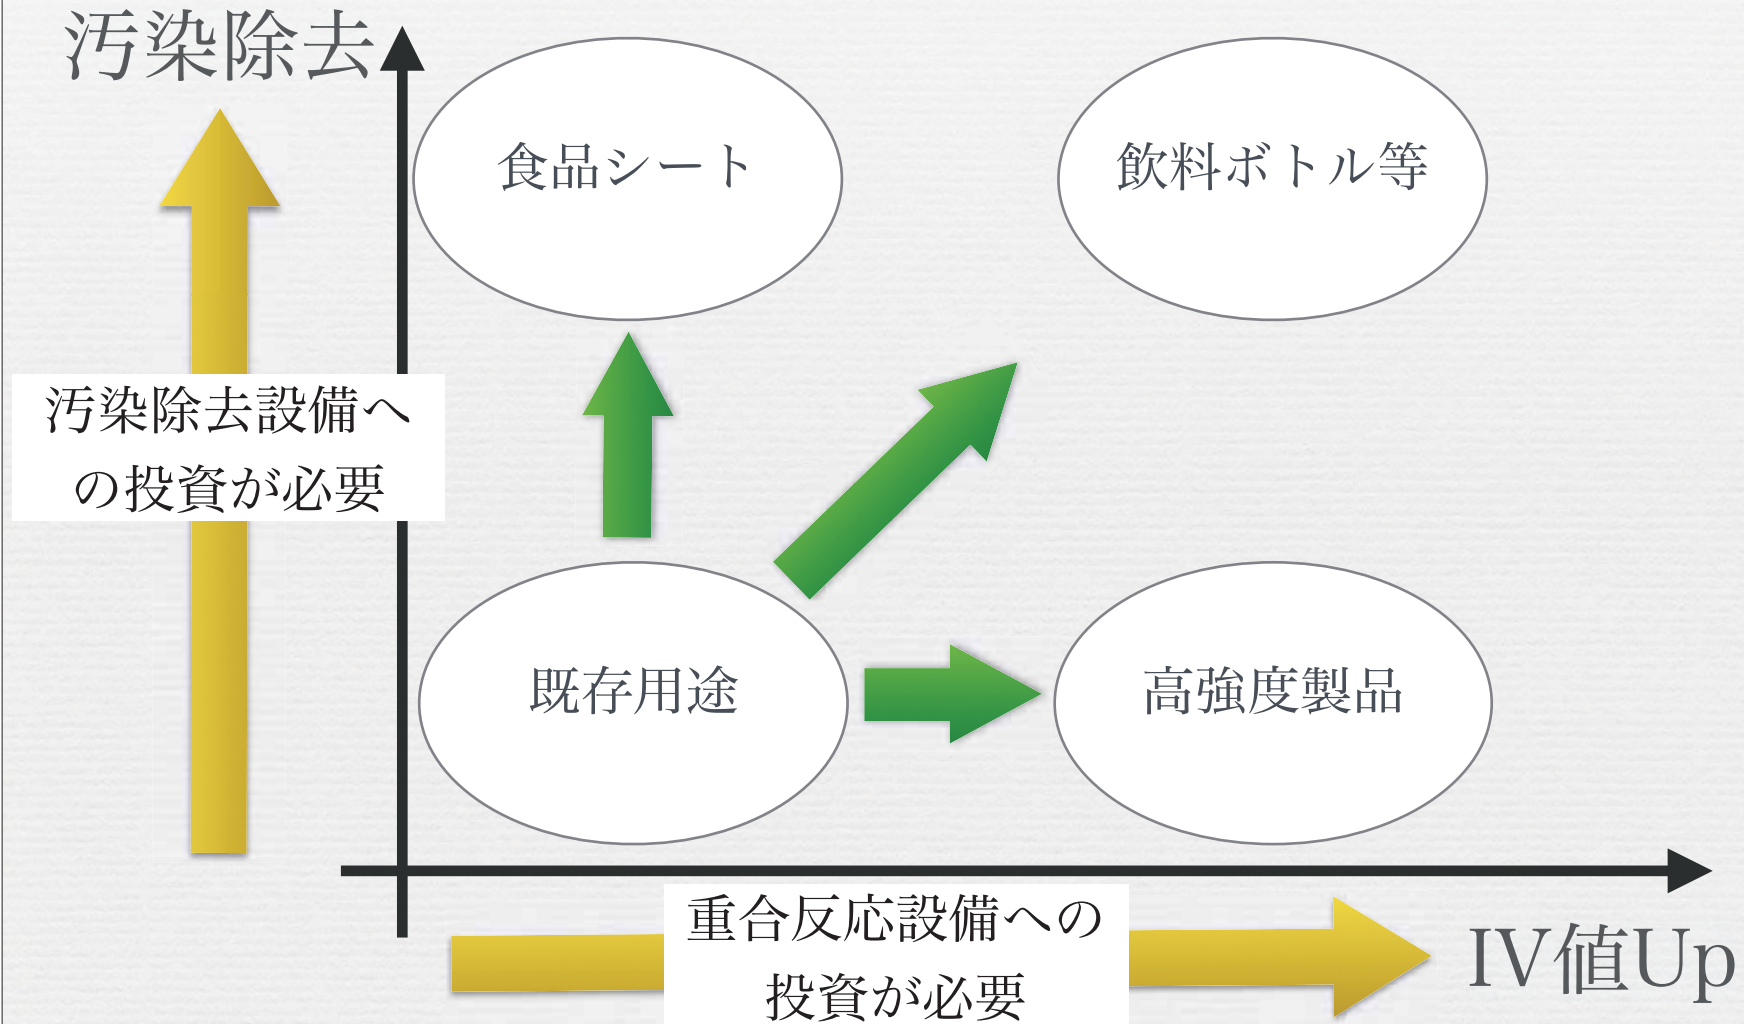 汚染除去
食品シート
飲料ボトル等
汚染除去設備へ
の投資が必要
既存用途
高強度製品
重合反応設備への
投資が必要
IV値Up